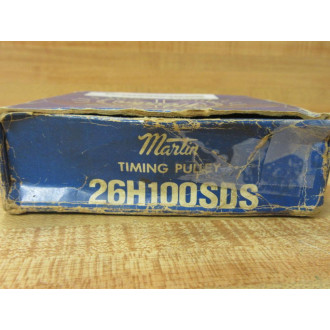 Martin
TIMING PULLEY
26H100SDS